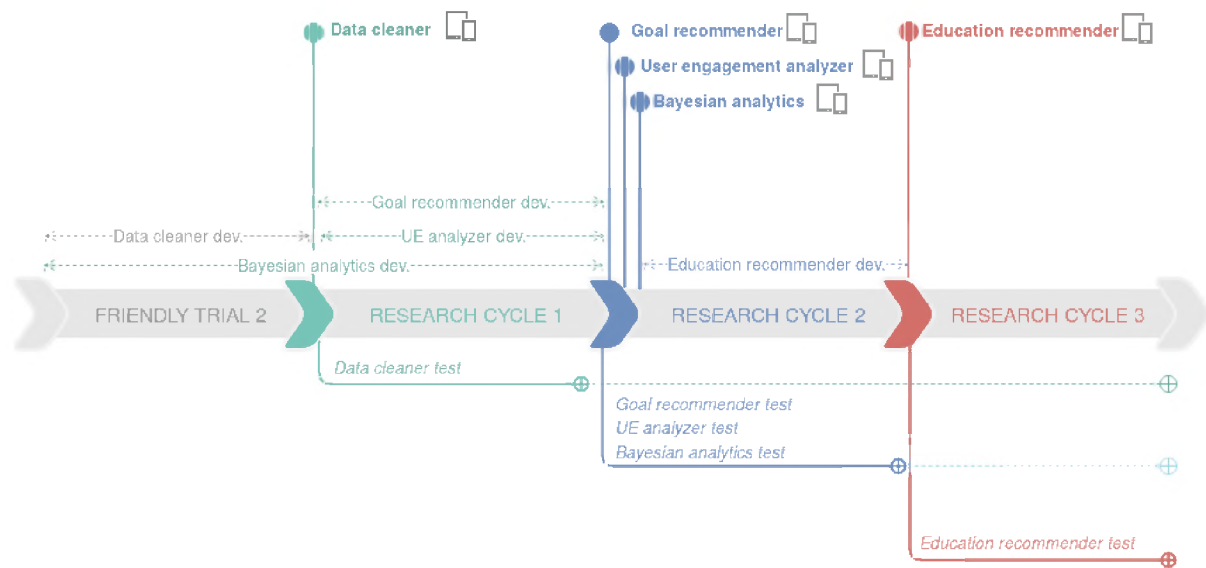 Data cleaner
Goal recommender
Education recommender
User engagement analyzer
Bayesian analytics
Goal recommender dev.
Data cleaner dev.
UE analyzer dev.
Bayesian analytics dev.
Education recommender dev.
FRIENDLY TRIAL 2
RESEARCH CYCLE 1
RESEARCH CYCLE 2
RESEARCH CYCLE 3
Data cleaner test
Goal recommender test
UE analyzer test
Bayesian analytics test
Education recommender test